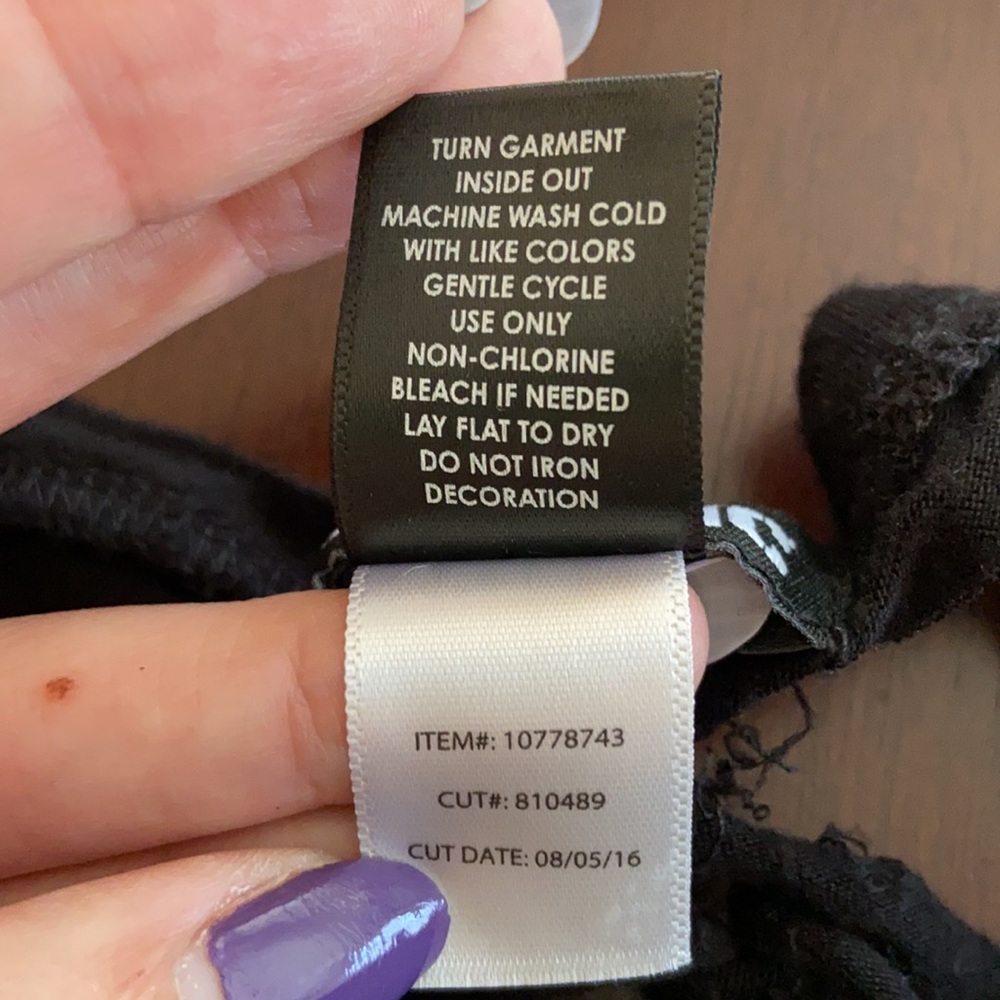 TURN GARMENT
INSIDE OUT
MACHINE WASH COLD
WITH LIKE COLORS
GENTLE CYCLE
USE ONLY
NON-CHLORINE
BLEACH IF NEEDED
LAY FLAT TO DRY
DO NOT IRON
DECORATION
ITEM#: 10778743
CUT#: 810489
CUT DATE: 08/05/16